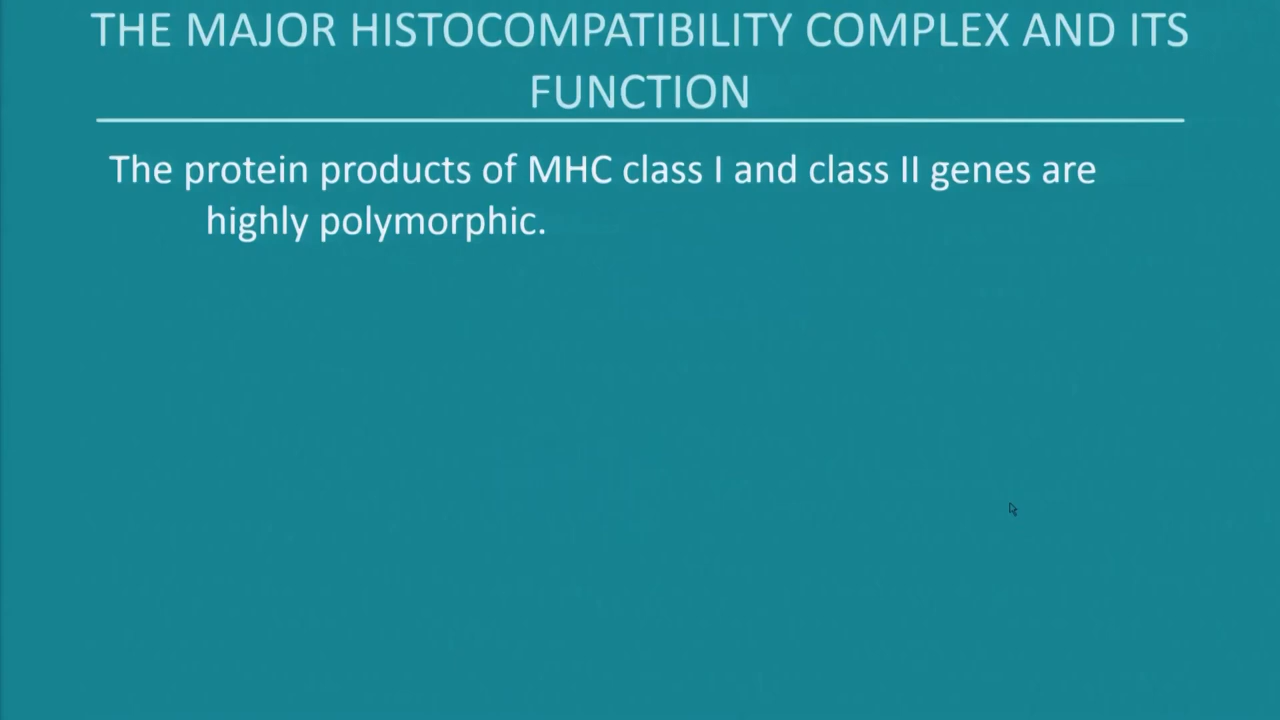 THE MAJOR HISTOCOMPATIBILITY COMPLEX AND ITS
FUNCTION
The protein products of MHC class I and class II genes are
highly polymorphic.